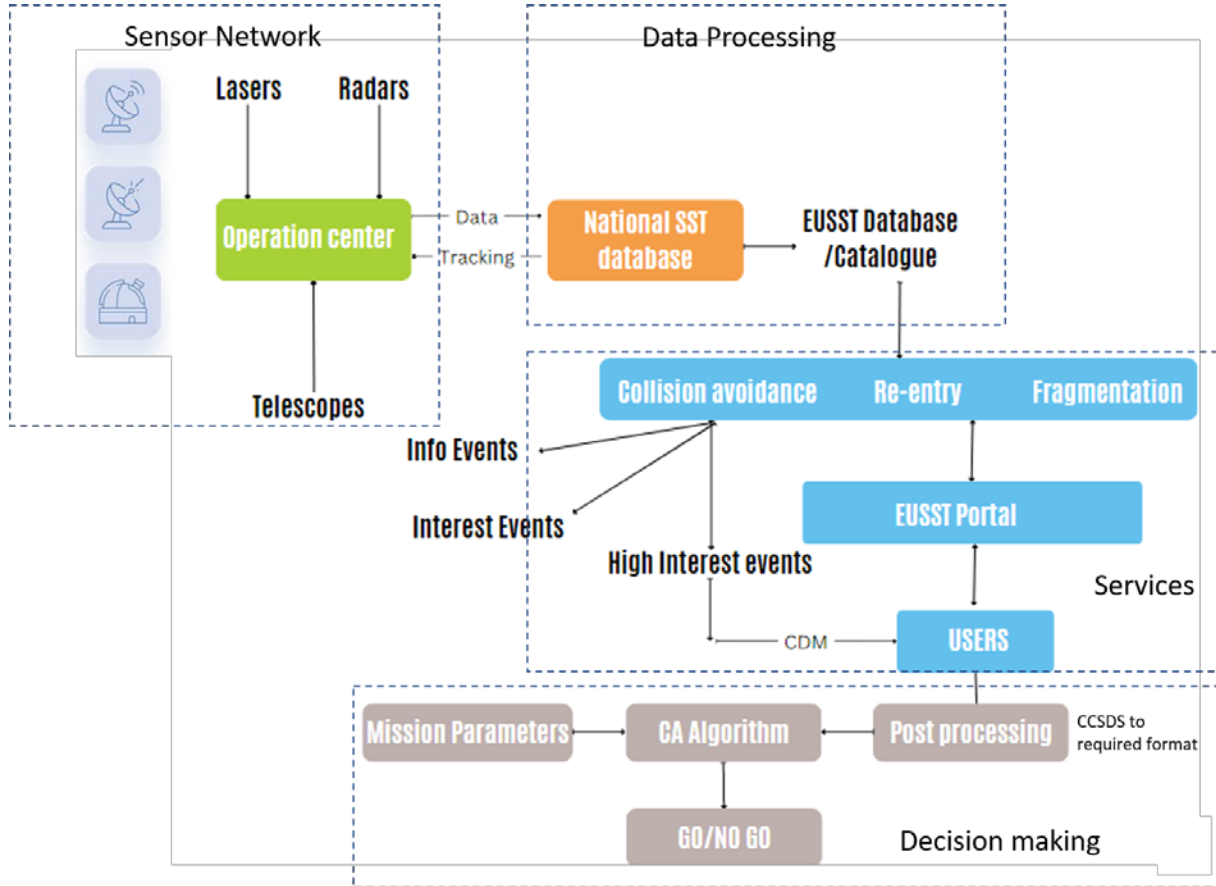 Sensor Network
Data Processing
Lasers
Radars
Operation center
Data
Tracking
National SST
database
EUSST Database
/Catalogue
Telescopes
Collision avoidance
Re-entry
Fragmentation
Info Events
Interest Events
High Interest events
EUSST Portal
Services
CDM
USERS
Mission Parameters
CA Algorithm
Post processing
CCSDS to
required format
GO/NO GO
Decision making